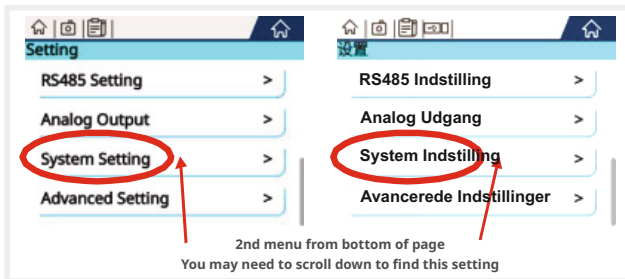 Setting
RS485 Setting >
Analog Output >
System Setting >
Advanced Setting >
设置
RS485 Indstilling >
Analog Udgang >
System Indstilling >
Avancerede Indstillinger >
2nd menu from bottom of page
You may need to scroll down to find this setting